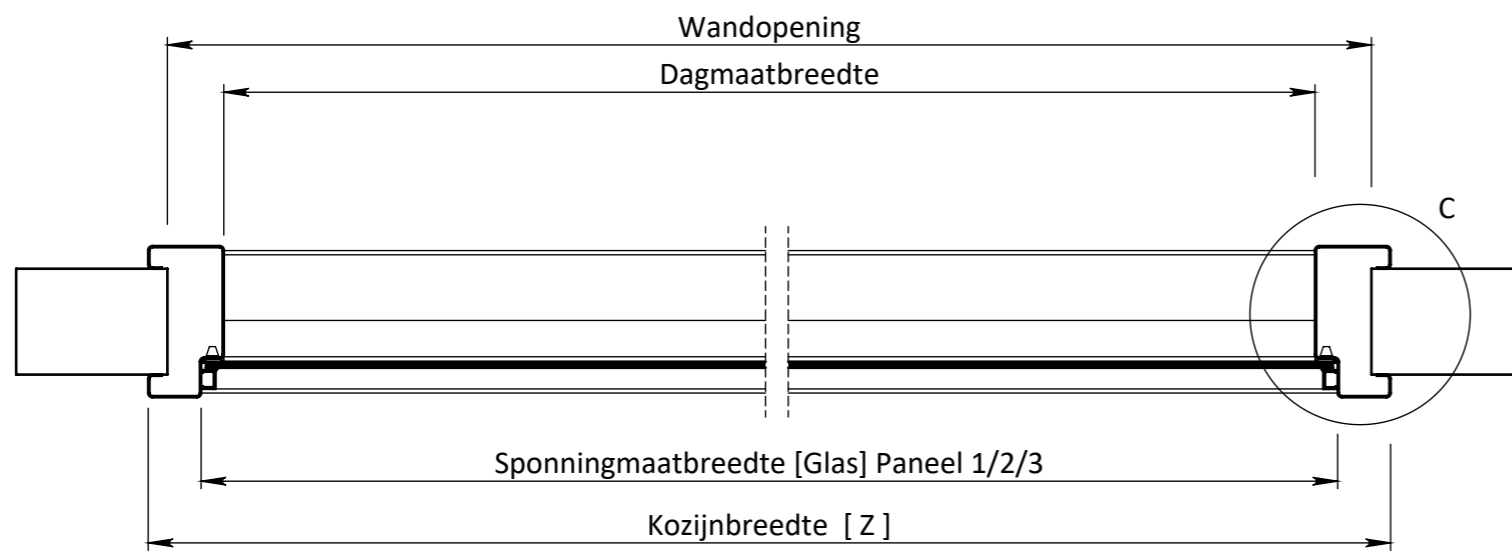 Wandopening
Dagmaatbreedte
C
Sponningmaatbreedte [Glas] Paneel 1/2/3
Kozijnbreedte [ Z ]